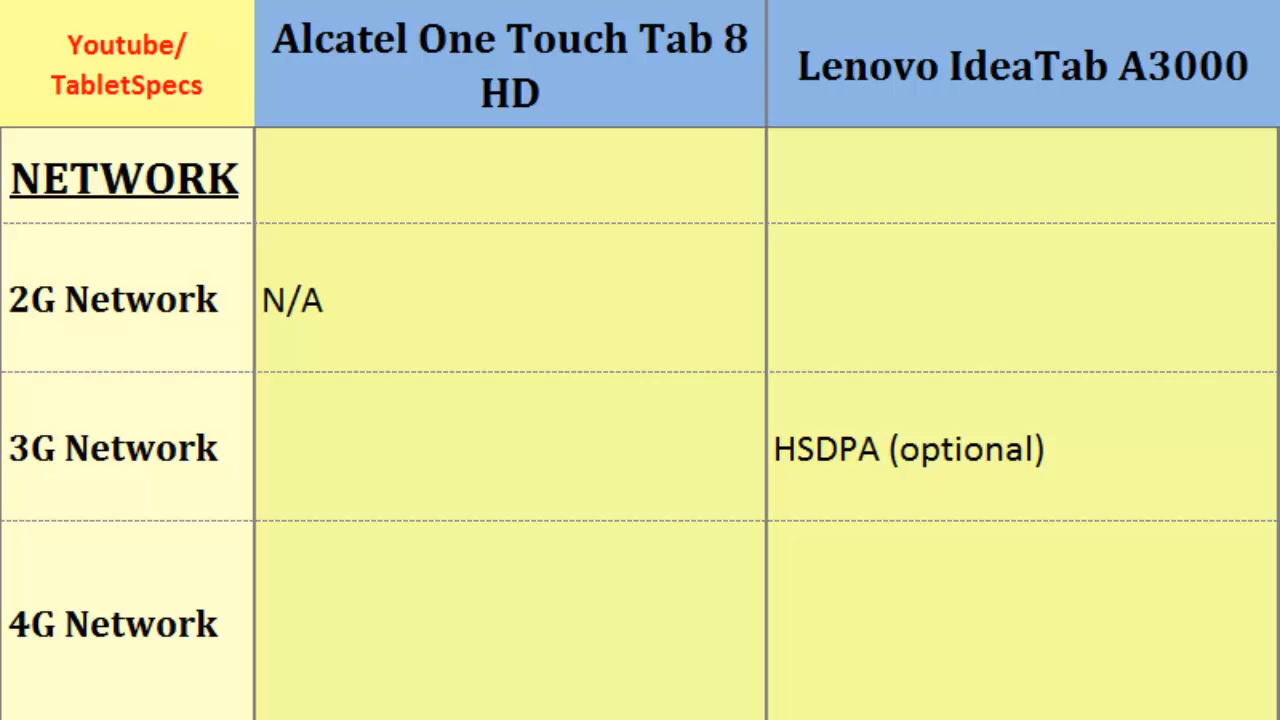 Youtube/
TabletSpecs
Alcatel One Touch Tab 8
HD
Lenovo IdeaTab A3000
NETWORK
2G Network
N/A
3G Network
HSDPA (optional)
4G Network